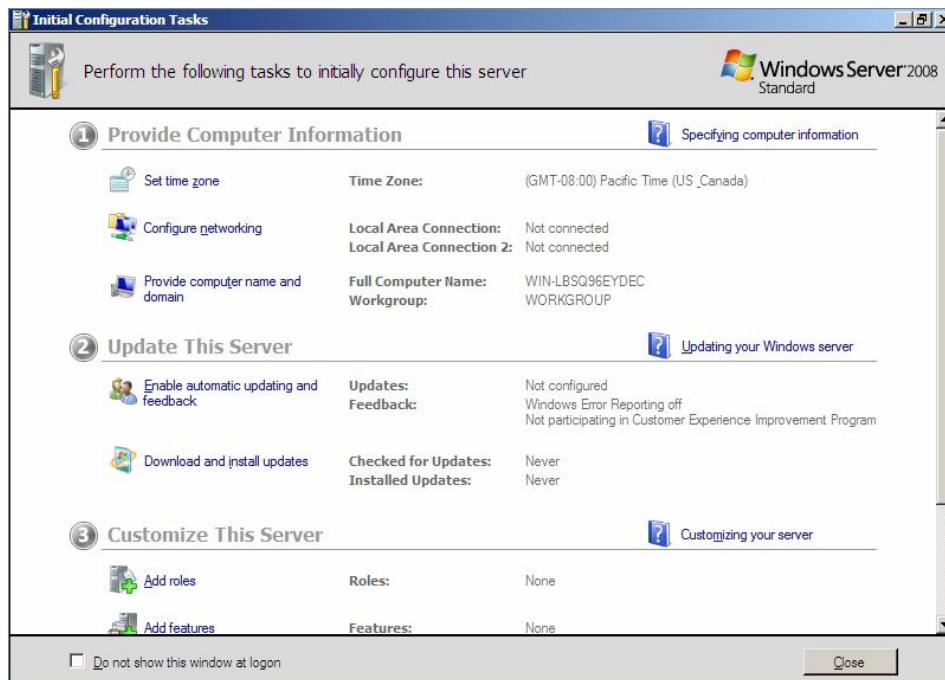 Initial Configuration Tasks
Perform the following tasks to initially configure this server
Windows Server 2008
Standard
1 Provide Computer Information
Specifying computer information
Set time zone
Time Zone: (GMT-08:00) Pacific Time (US _Canada)
Configure networking
Local Area Connection: Not connected
Local Area Connection 2: Not connected
Provide computer name and
domain
Full Computer Name: WIN-LBSQ96EYDEC
Workgroup: WORKGROUP
2 Update This Server
Updating your Windows server
Enable automatic updating and
feedback
Updates: Not configured
Feedback: Windows Error Reporting off
Not participating in Customer Experience Improvement Program
Download and install updates
Checked for Updates: Never
Installed Updates: Never
3 Customize This Server
Customizing your server
Add roles
Roles: None
Add features
Features: None
Do not show this window at logon
Close